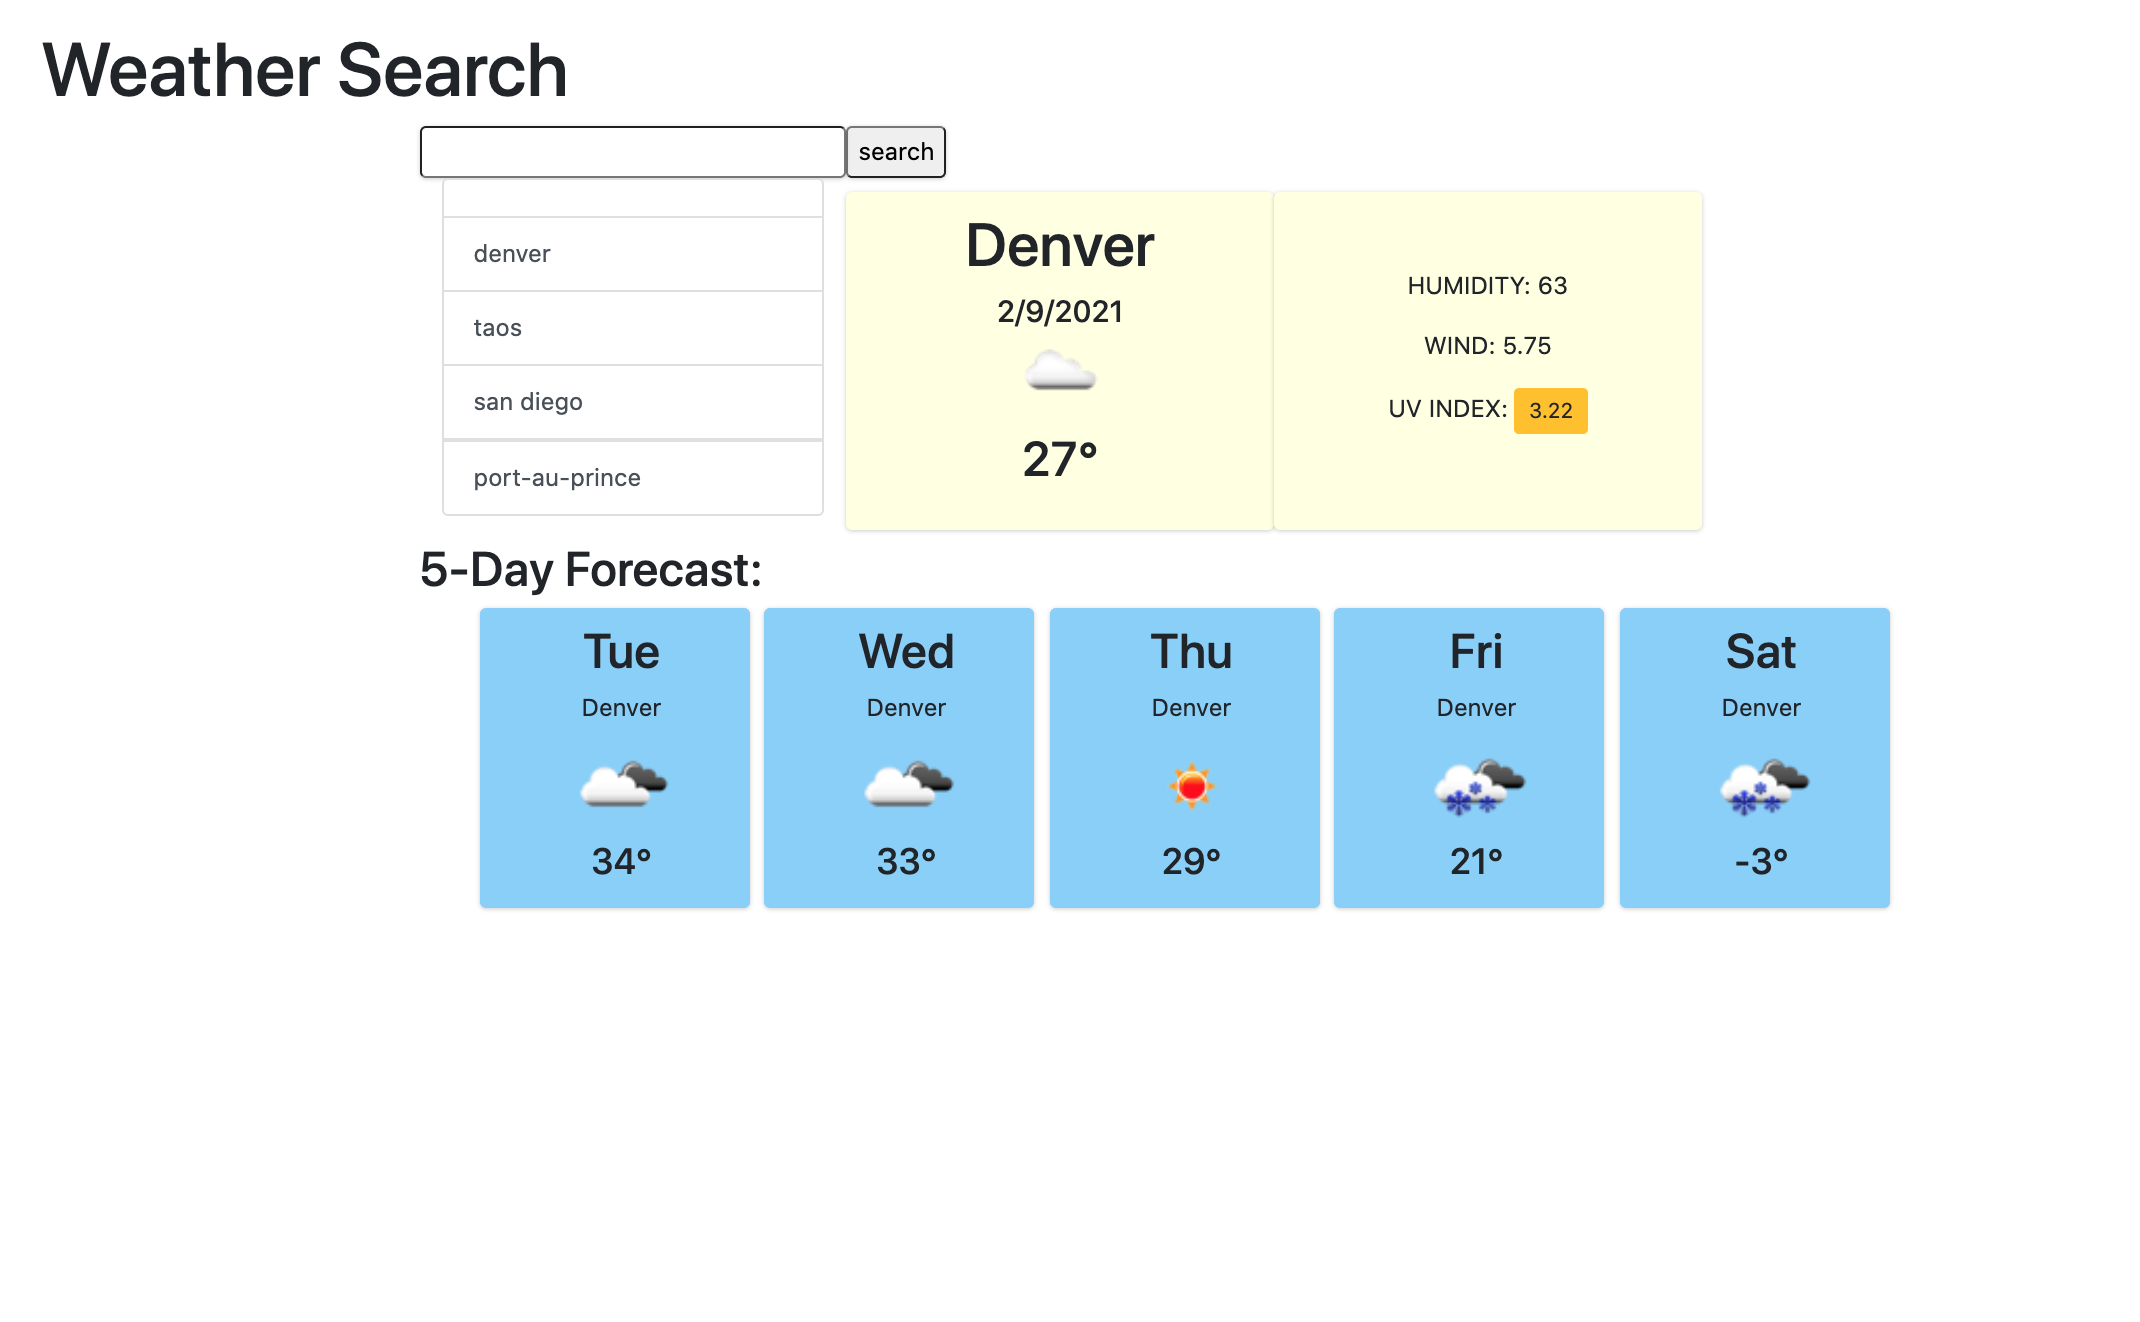 Weather Search
search
denver
taos
san diego
port-au-prince
Denver
2/9/2021
27°
HUMIDITY: 63
WIND: 5.75
UV INDEX: 3.22
5-Day Forecast:
Tue
Denver
34°
Wed
Denver
33°
Thu
Denver
29°
Fri
Denver
21°
Sat
Denver
-3°